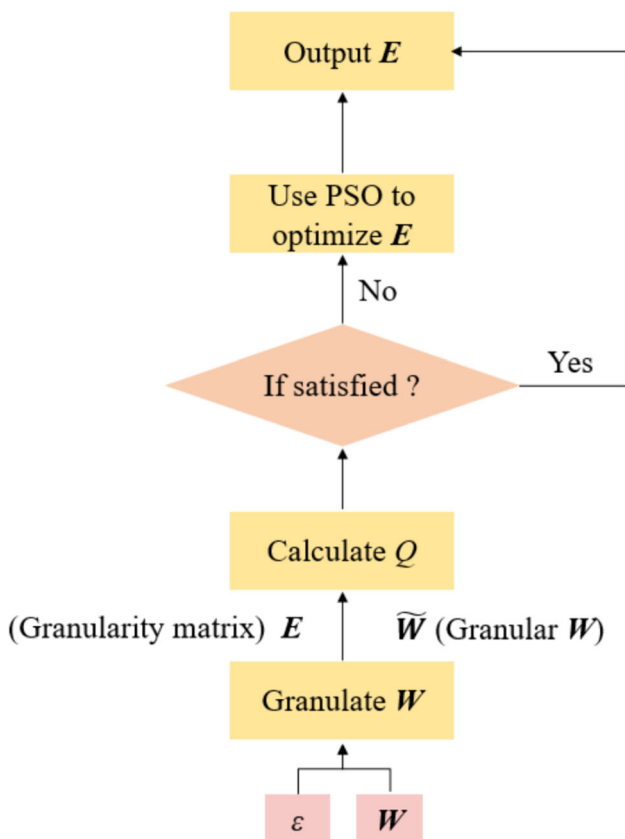 Output E
Use PSO to
optimize E
No
If satisfied ?
Yes
Calculate Q
(Granularity matrix) E
W̃ (Granular W)
Granulate W
ε
W